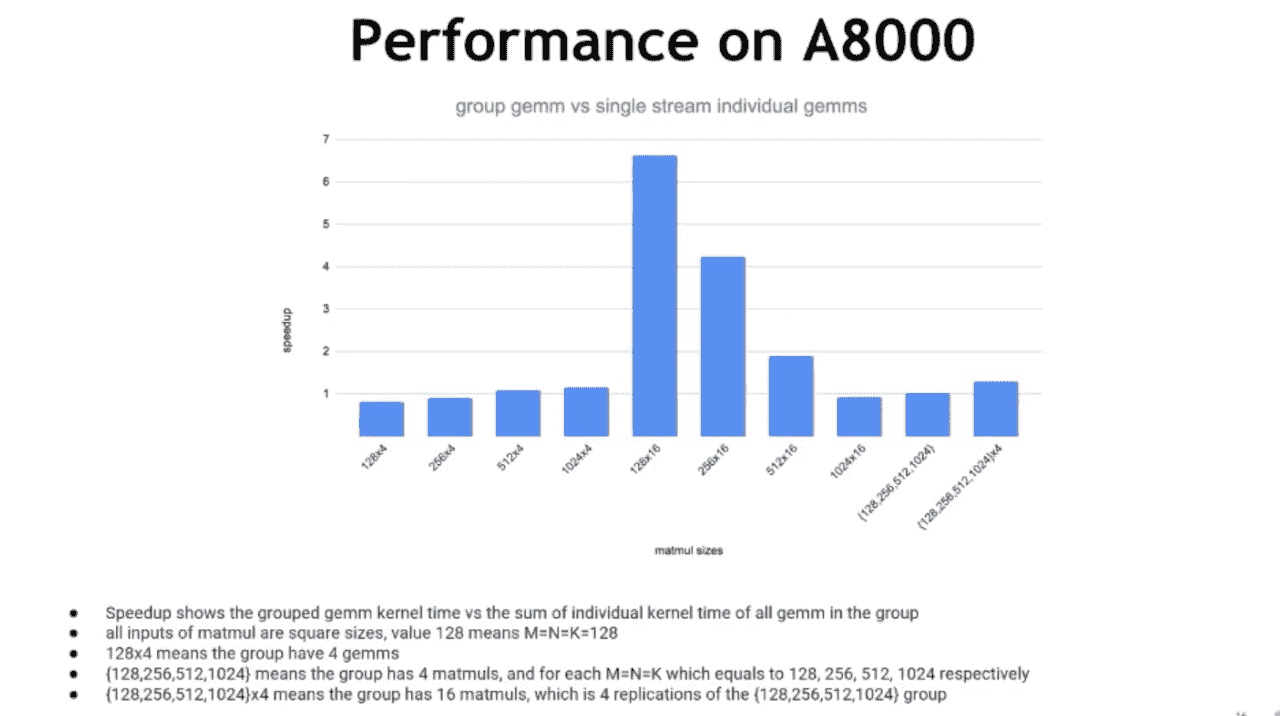 Performance on A8000
group gemm vs single stream individual gemms
7
6
5
4
3
2
1
speedup
128x4
256x4
512x4
1024x4
128x16
256x16
512x16
1024x16
{128,256,512,1024}
{128,256,512,1024}x4
matmul sizes
● Speedup shows the grouped gemm kernel time vs the sum of individual kernel time of all gemm in the group
● all inputs of matmul are square sizes, value 128 means M=N=K=128
● 128x4 means the group have 4 gemms
● {128,256,512,1024} means the group has 4 matmuls, and for each M=N=K which equals to 128, 256, 512, 1024 respectively
● {128,256,512,1024}x4 means the group has 16 matmuls, which is 4 replications of the {128,256,512,1024} group